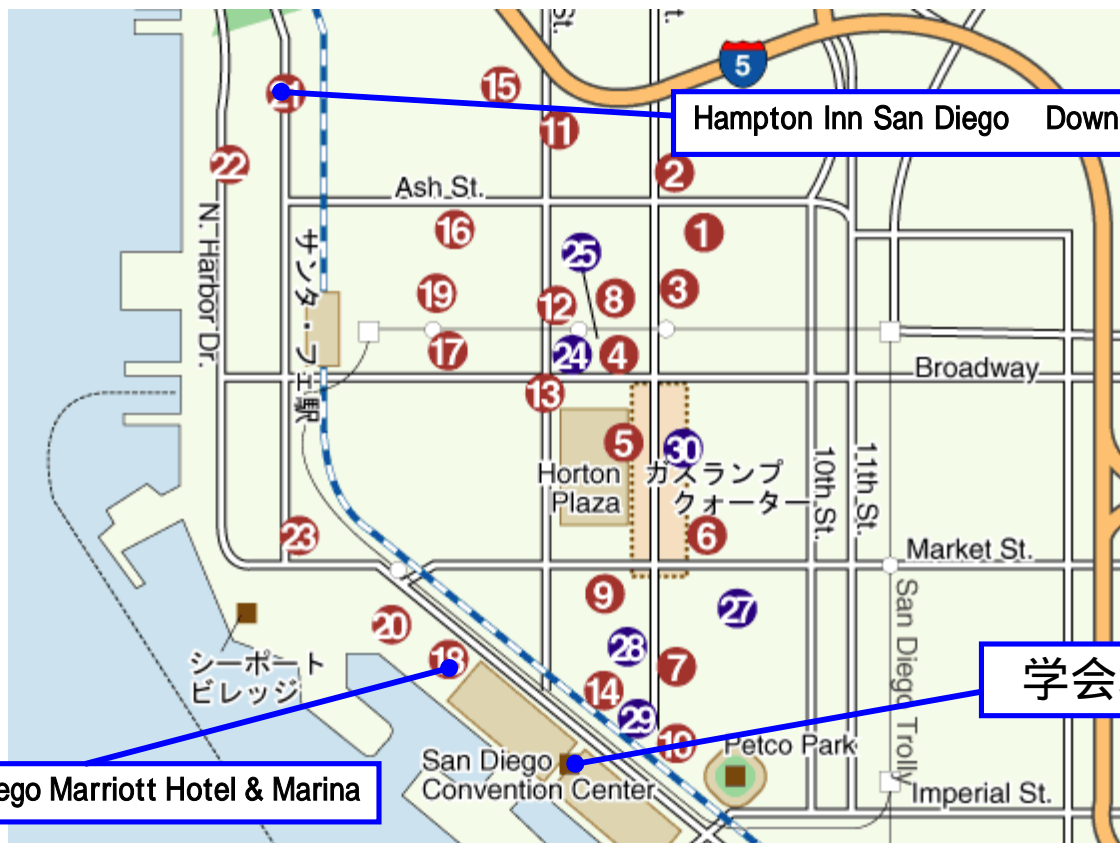 St.
t.
5
15
21
Hampton Inn San Diego Down
11
22
2
Ash St.
16
1
25
N. Harbor Dr.
サンタ・フェ駅
19
12
8
3
17
24
4
Broadway
13
5
30
Horton
Plaza
ガスランプ
クォーター
10th St.
11th St.
23
6
Market St.
9
27
San Diego Trolly
20
28
シーポート
ビレッジ
18
7
学会
14
29
10
Petco Park
San Diego
Convention Center
ego Marriott Hotel & Marina
Imperial St.